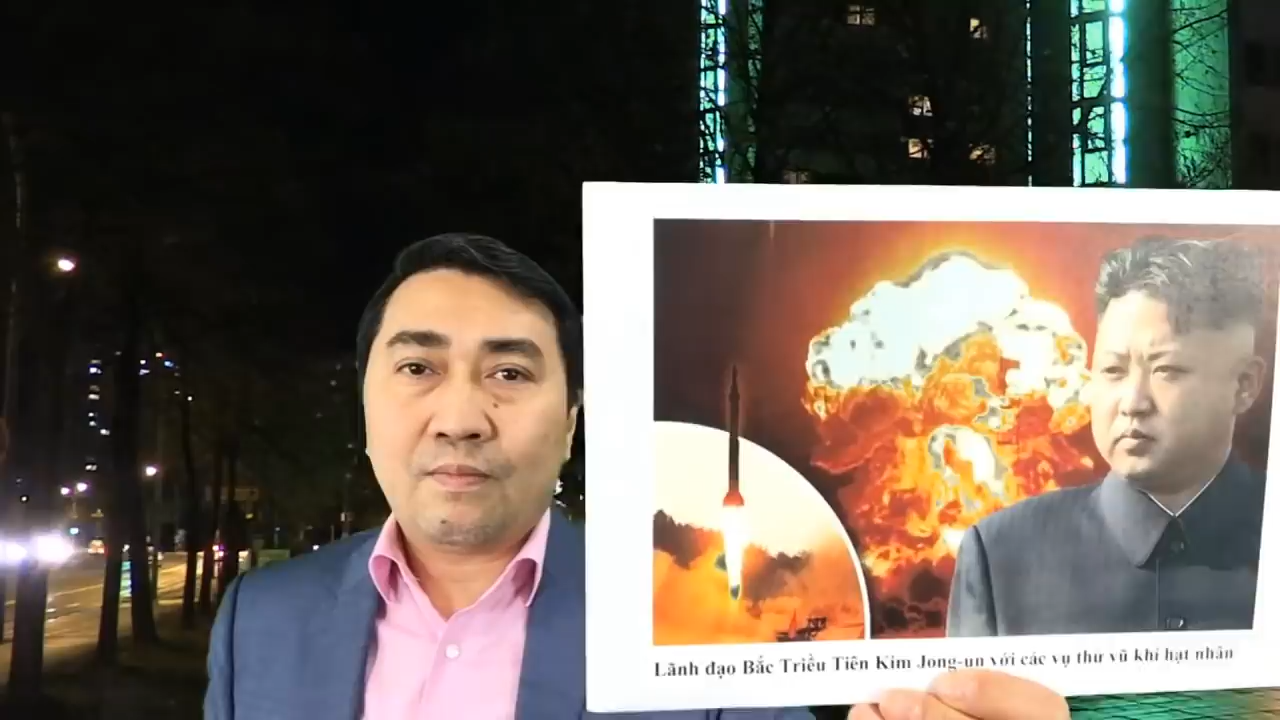 Lãnh đạo Bắc Triều Tiên Kim Jong-un với các vụ thử vũ khí hạt nhân